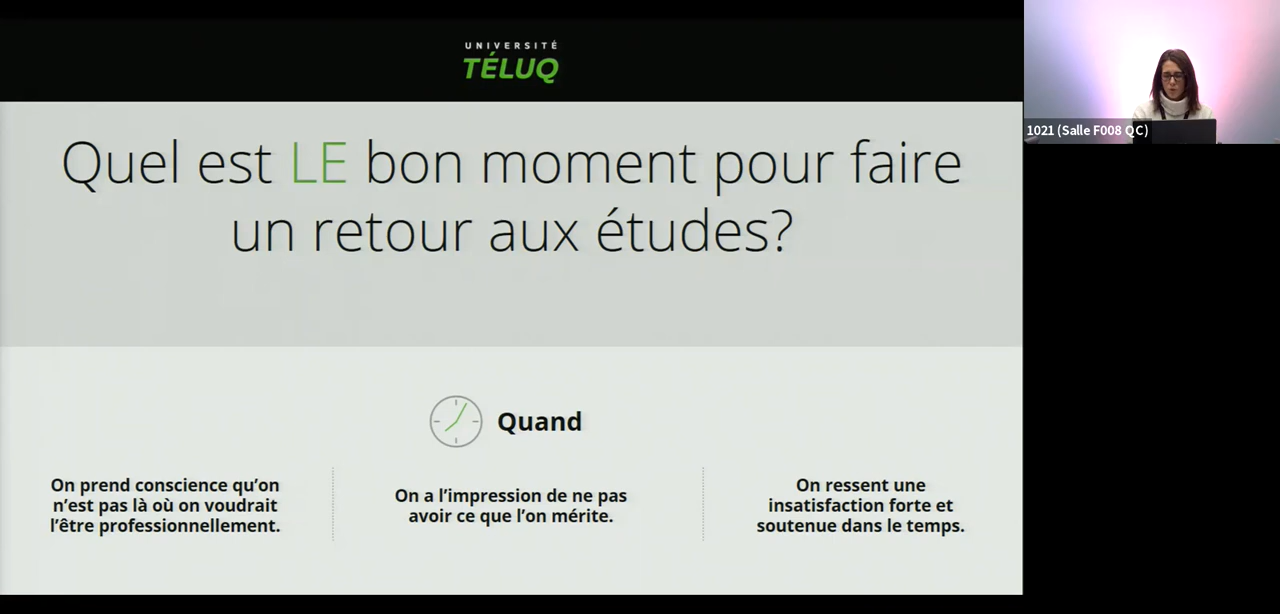 UNIVERSITÉ
TÉLUQ
Quel est LE bon moment pour faire
un retour aux études?
Quand
On prend conscience qu'on
n'est pas là où on voudrait
l'être professionnellement.
On a l'impression de ne pas
avoir ce que l'on mérite.
On ressent une
insatisfaction forte et
soutenue dans le temps.
1021 (Salle F008 QC)